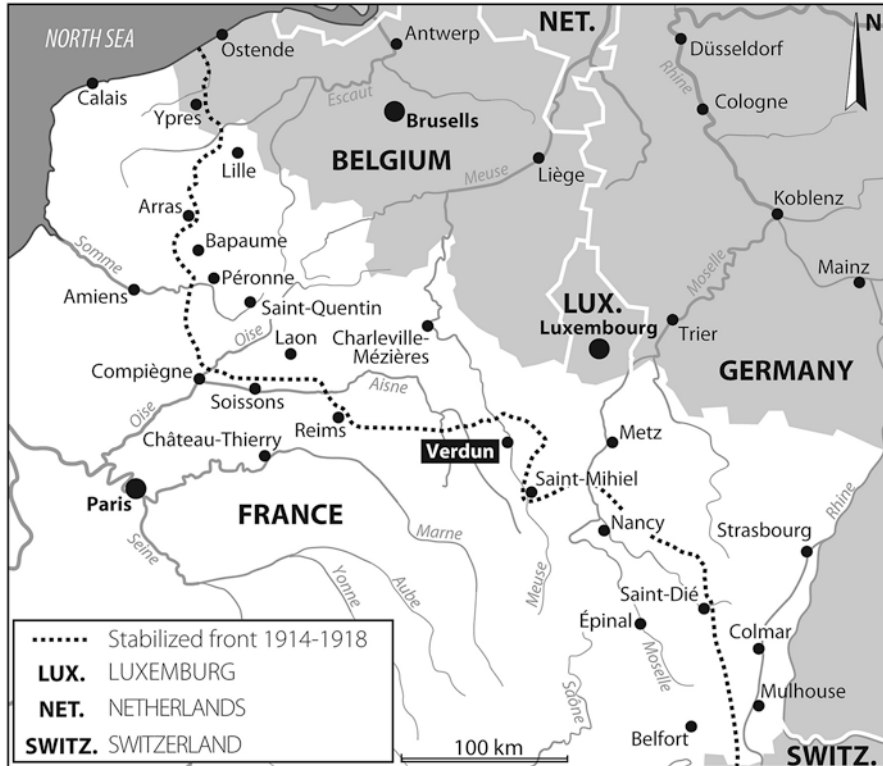 NORTH SEA
NET.
N
Ostende
Antwerp
Düsseldorf
Rhine
Calais
Escaut
Cologne
Ypres
Brusells
BELGIUM
Lille
Meuse
Liège
Arras
Koblenz
Bapaume
Somme
Moselle
Mainz
Péronne
Amiens
Saint-Quentin
LUX.
Oise
Luxembourg
Trier
Laon
Charleville-
Mézières
GERMANY
Compiègne
Aisne
Soissons
Oise
Reims
Château-Thierry
Verdun
Metz
Saint-Mihiel
Paris
FRANCE
Nancy
Rhine
Strasbourg
Marne
Seine
Meuse
Yonne
Aube
Saint-Dié
Épinal
Colmar
Moselle
Saône
Mulhouse
Belfort
SWITZ.
Stabilized front 1914-1918
LUX. LUXEMBURG
NET. NETHERLANDS
SWITZ. SWITZERLAND
100 km